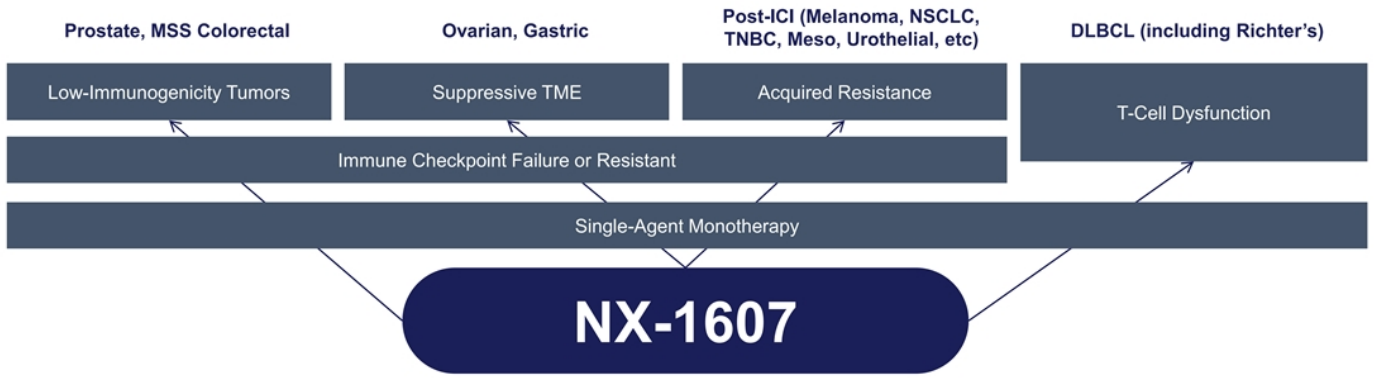 Prostate, MSS Colorectal
Ovarian, Gastric
Post-ICI (Melanoma, NSCLC,
TNBC, Meso, Urothelial, etc)
DLBCL (including Richter's)
Low-Immunogenicity Tumors
Suppressive TME
Acquired Resistance
T-Cell Dysfunction
Immune Checkpoint Failure or Resistant
Single-Agent Monotherapy
NX-1607